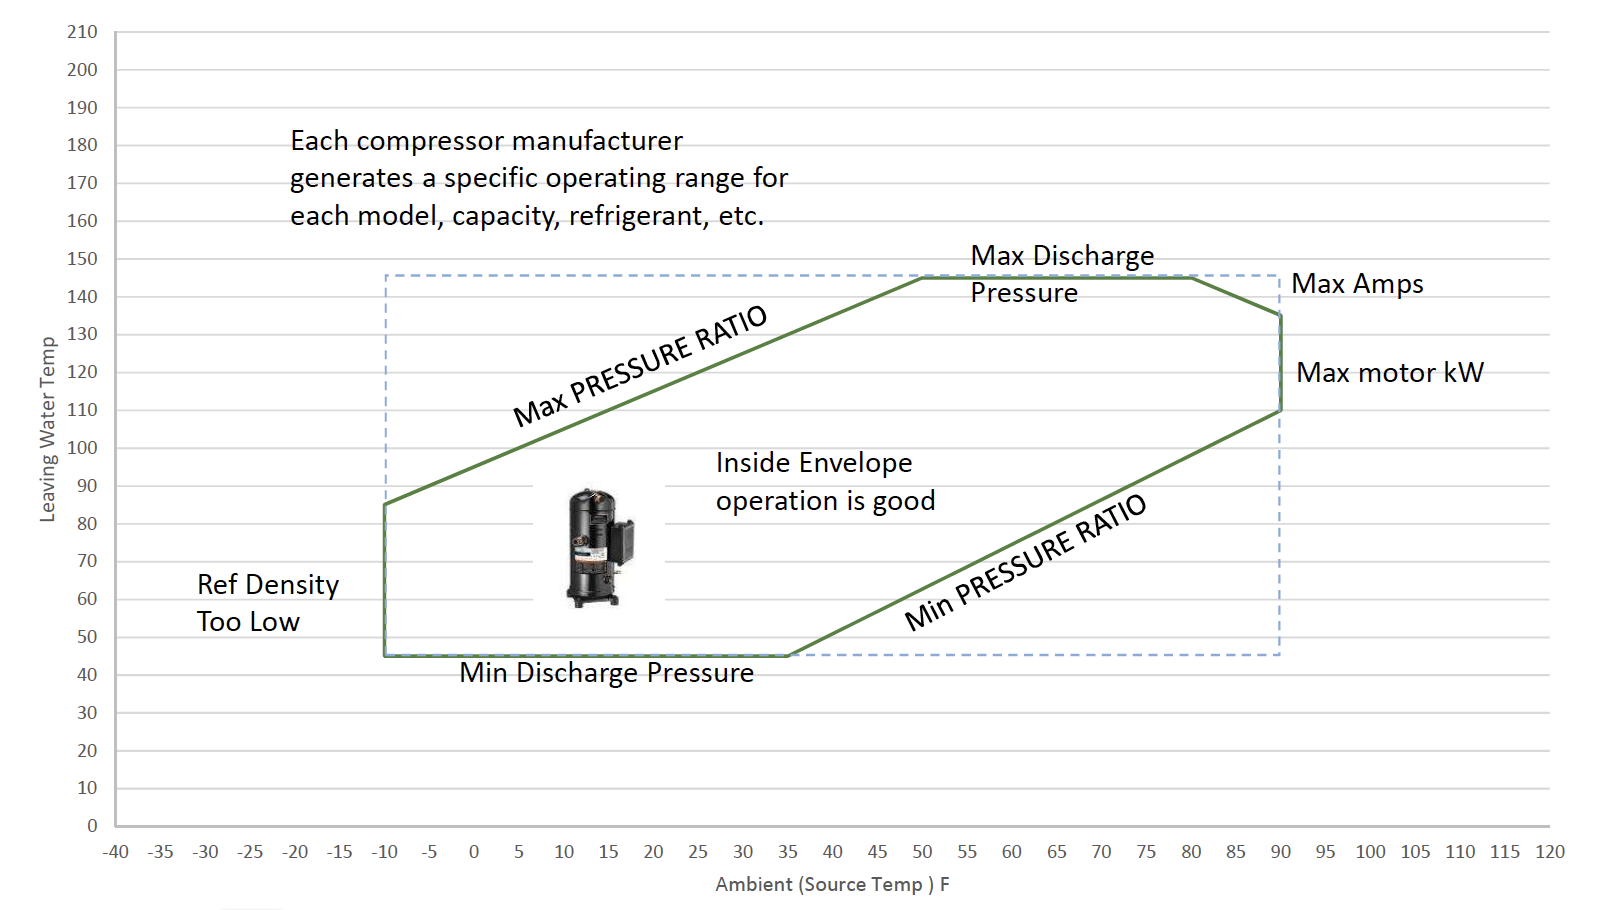 210
200
190
180
170
160
150
140
130
120
110
100
90
80
70
60
50
40
30
20
10
0
Leaving Water Temp
Each compressor manufacturer
generates a specific operating range for
each model, capacity, refrigerant, etc.
Max Discharge
Pressure
Max Amps
Max PRESSURE RATIO
Max motor kW
Inside Envelope
operation is good
Min PRESSURE RATIO
Ref Density
Too Low
Min Discharge Pressure
-40 -35 -30 -25 -20 -15 -10 -5 0 5 10 15 20 25 30 35 40 45 50 55 60 65 70 75 80 85 90 95 100 105 110 115 120
Ambient (Source Temp ) F